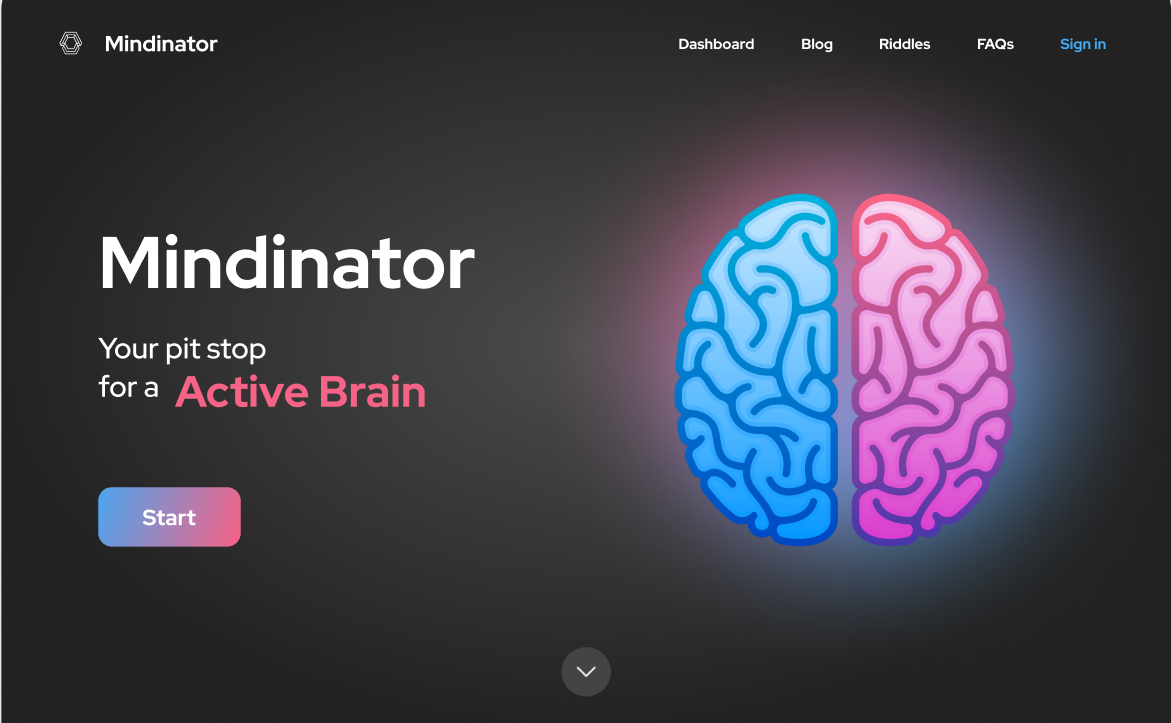 Mindinator
Dashboard Blog Riddles FAQs Sign in
Mindinator
Your pit stop
for a Active Brain
Start